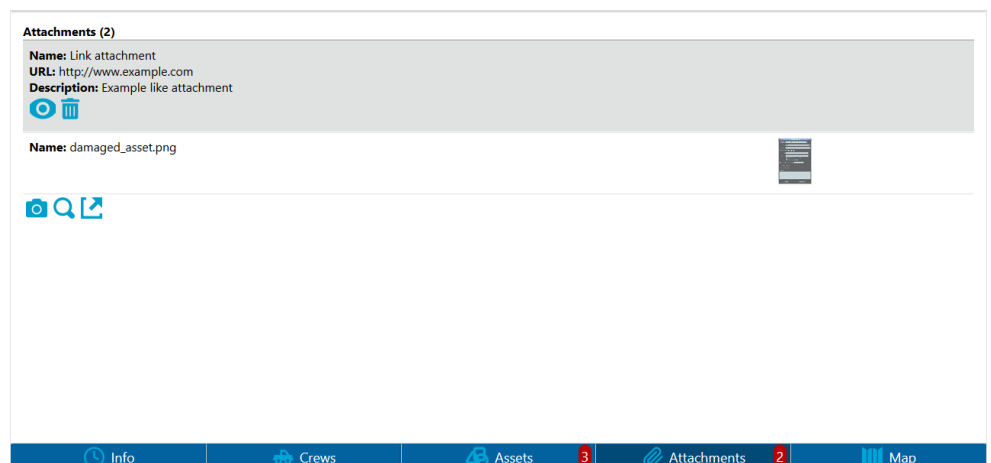 Attachments (2)
Name: Link attachment
URL: http://www.example.com
Description: Example like attachment
Name: damaged_asset.png
Info
Crews
Assets 3
Attachments 2
Map